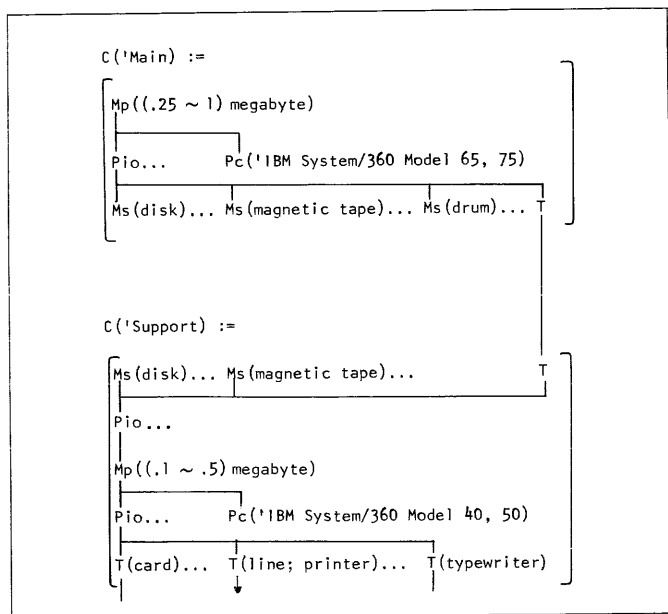 C('Main) :=
Mp((.25 ~ 1) megabyte)
Pio... Pc('IBM System/360 Model 65, 75)
Ms(disk)... Ms(magnetic tape)... Ms(drum)... T
C('Support) :=
Ms(disk)... Ms(magnetic tape)... T
Pio...
Mp((.1 ~ .5) megabyte)
Pio... Pc('IBM System/360 Model 40, 50)
T(card)... T(line; printer)... T(typewriter)